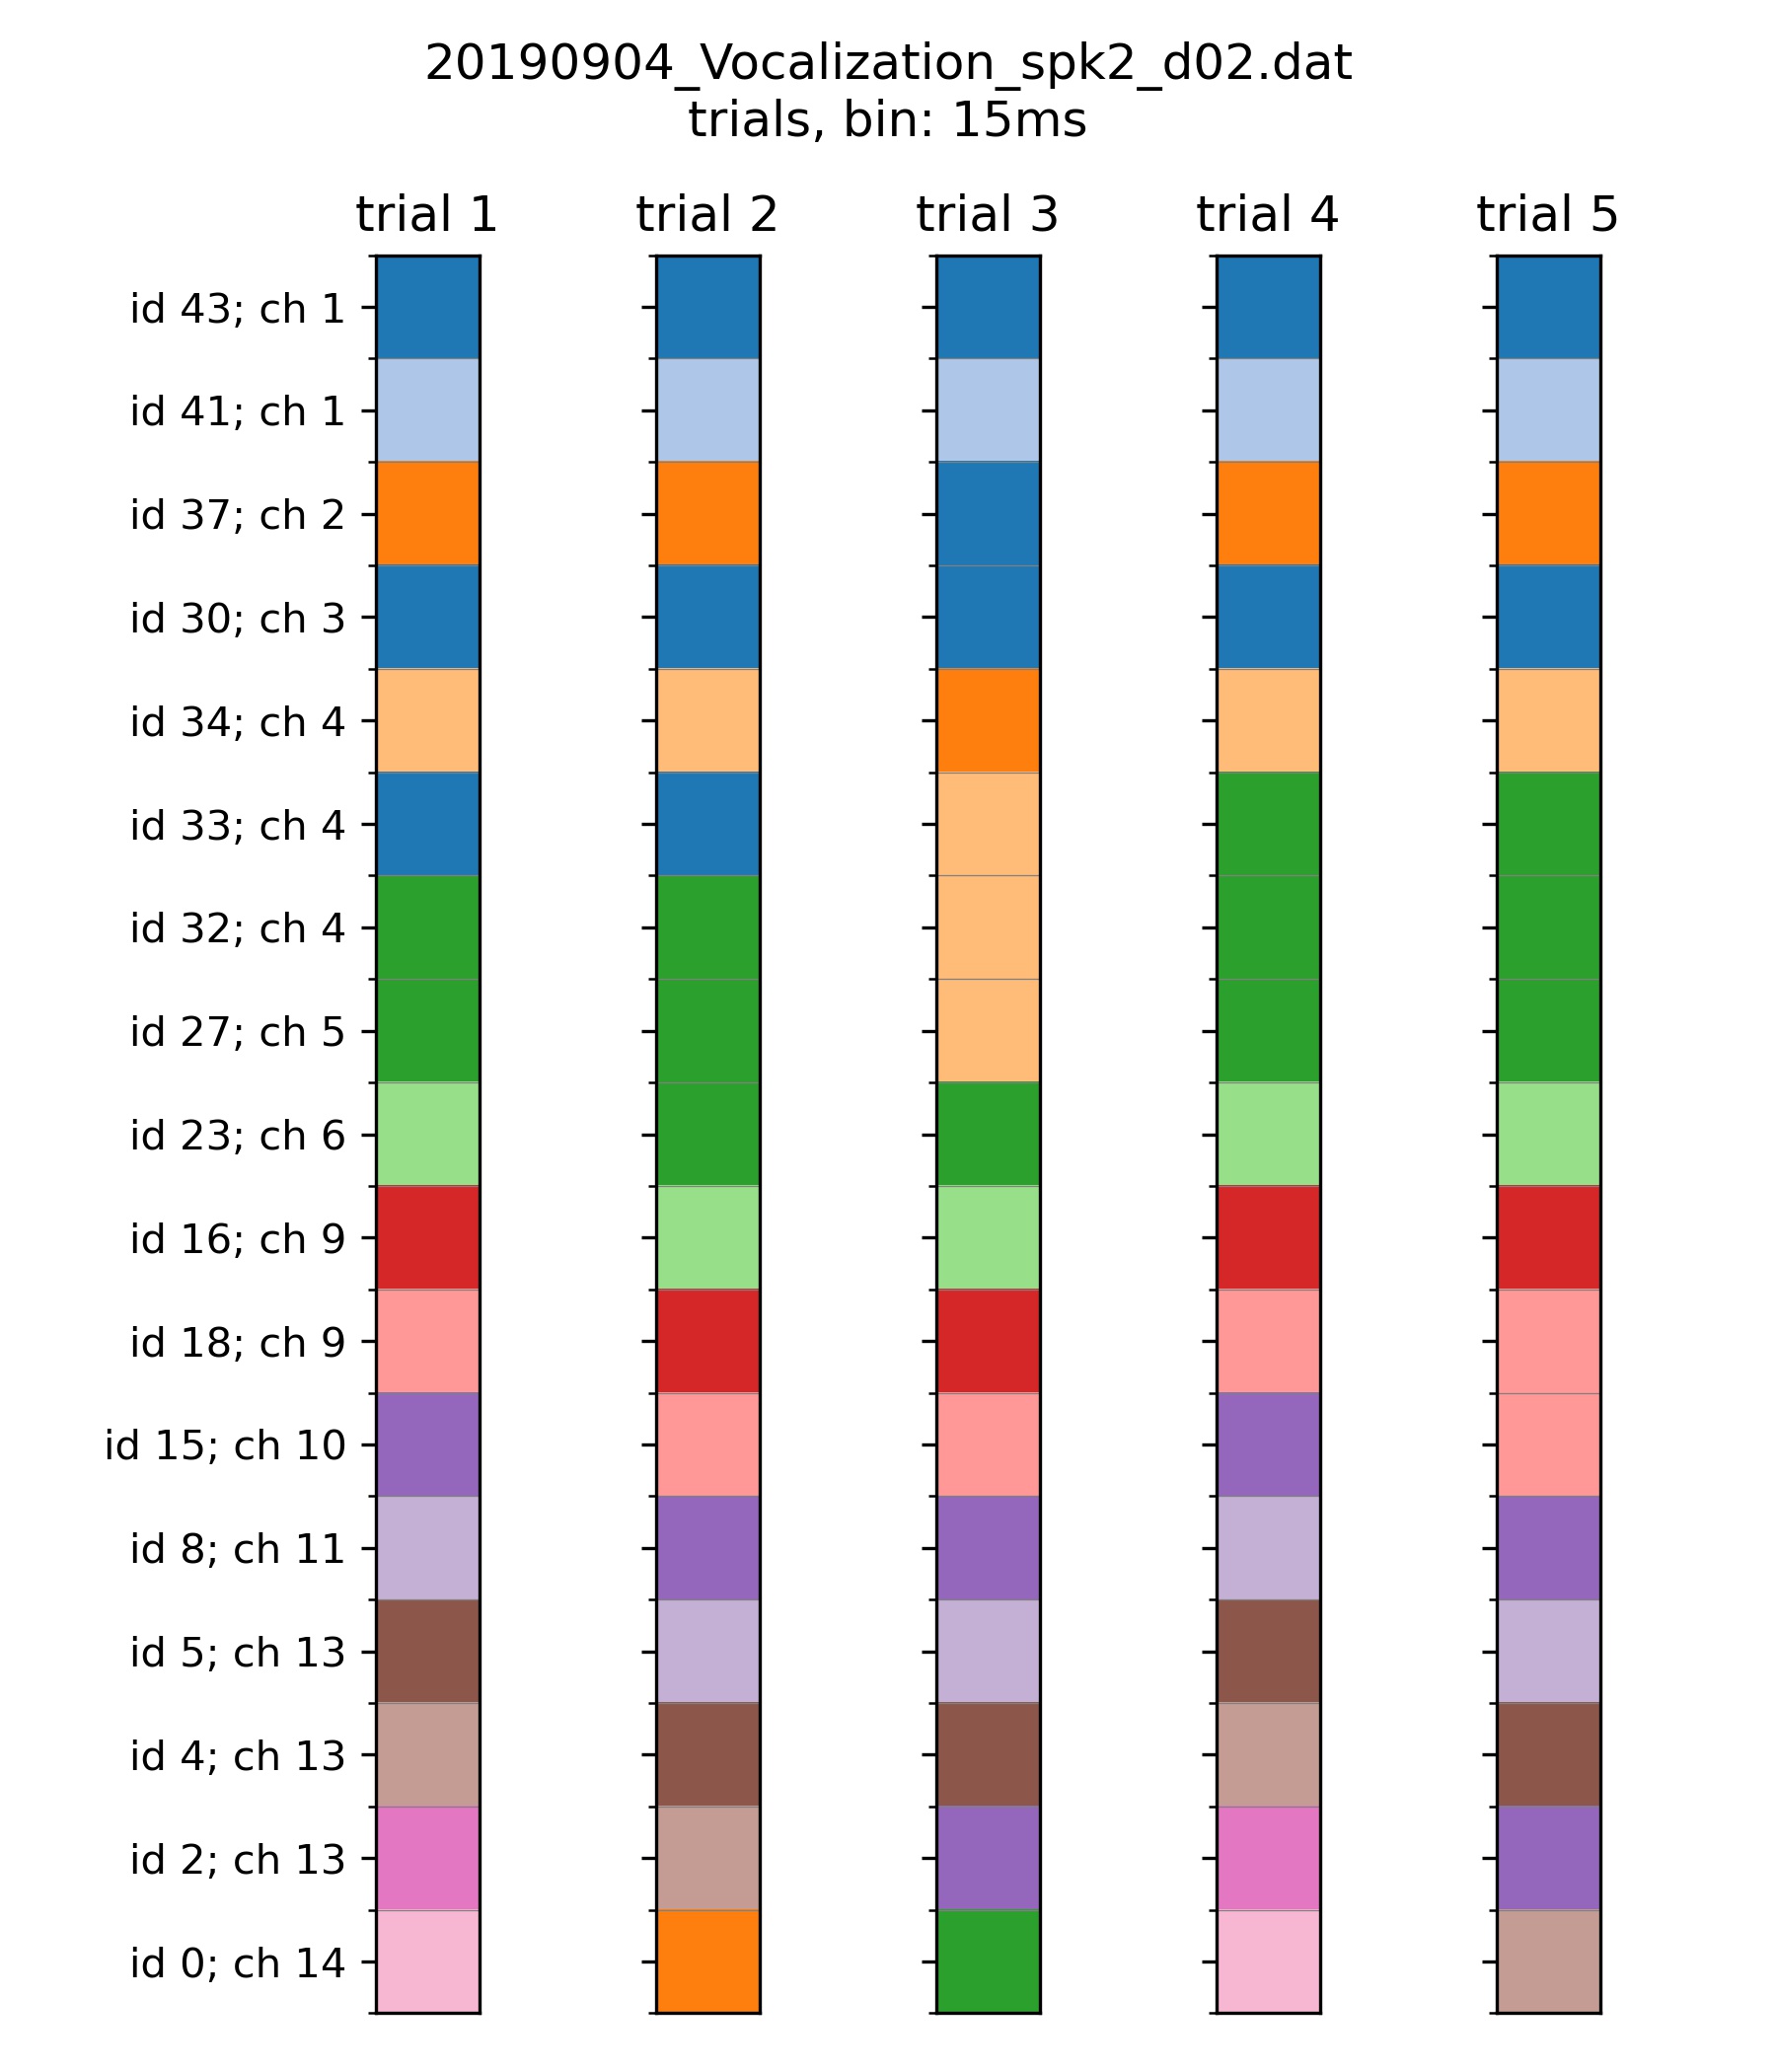 20190904_Vocalization_spk2_d02.dat
trials, bin: 15ms
trial 1 trial 2 trial 3 trial 4 trial 5
id 43; ch 1
id 41; ch 1
id 37; ch 2
id 30; ch 3
id 34; ch 4
id 33; ch 4
id 32; ch 4
id 27; ch 5
id 23; ch 6
id 16; ch 9
id 18; ch 9
id 15; ch 10
id 8; ch 11
id 5; ch 13
id 4; ch 13
id 2; ch 13
id 0; ch 14